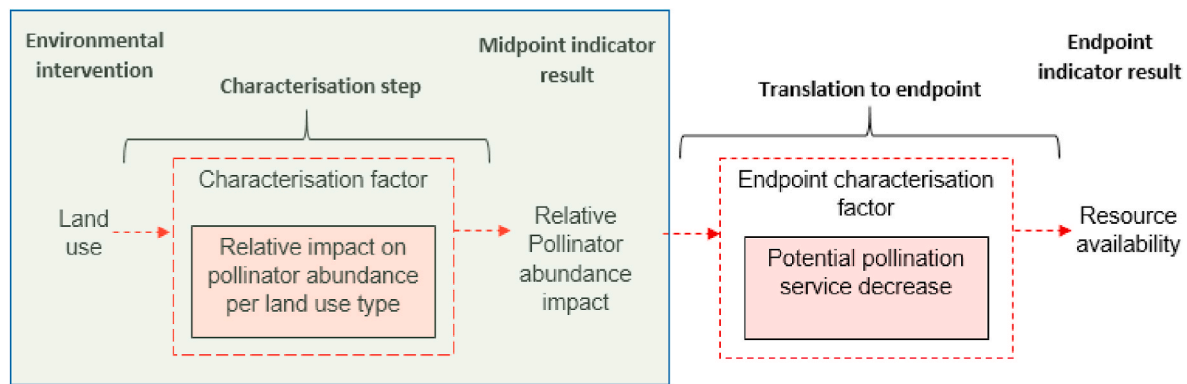 Environmental
intervention
Characterisation step
Midpoint indicator
result
Translation to endpoint
Endpoint
indicator result
Land
use
Characterisation factor
Relative impact on
pollinator abundance
per land use type
Relative
Pollinator
abundance
impact
Endpoint characterisation
factor
Potential pollination
service decrease
Resource
availability